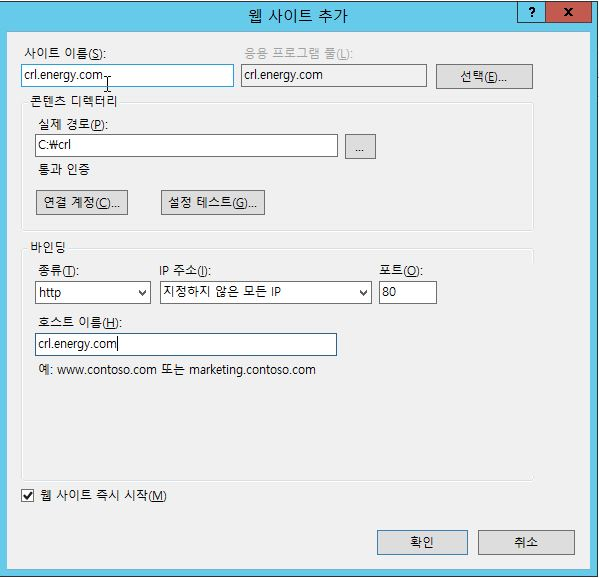 웹 사이트 추가
? x
사이트 이름(S): 응용 프로그램 풀(L):
crl.energy.com crl.energy.com 선택(E)...
콘텐츠 디렉터리
실제 경로(P):
C:₩crl ...
통과 인증
연결 계정(C)... 설정 테스트(G)...
바인딩
종류(T): IP 주소(I): 포트(O):
http 지정하지 않은 모든 IP 80
호스트 이름(H):
crl.energy.com
예: www.contoso.com 또는 marketing.contoso.com
웹 사이트 즉시 시작(M)
확인 취소